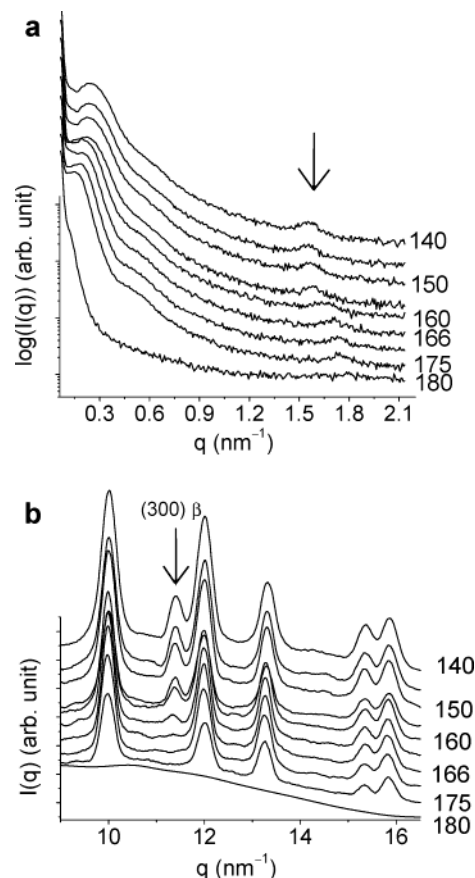 a
log(I(q)) (arb. unit)
140
150
160
166
175
180
0.3 0.6 0.9 1.2 1.5 1.8 2.1
q (nm⁻¹)
b
(300) β
I(q) (arb. unit)
140
150
160
166
175
180
10 12 14 16
q (nm⁻¹)